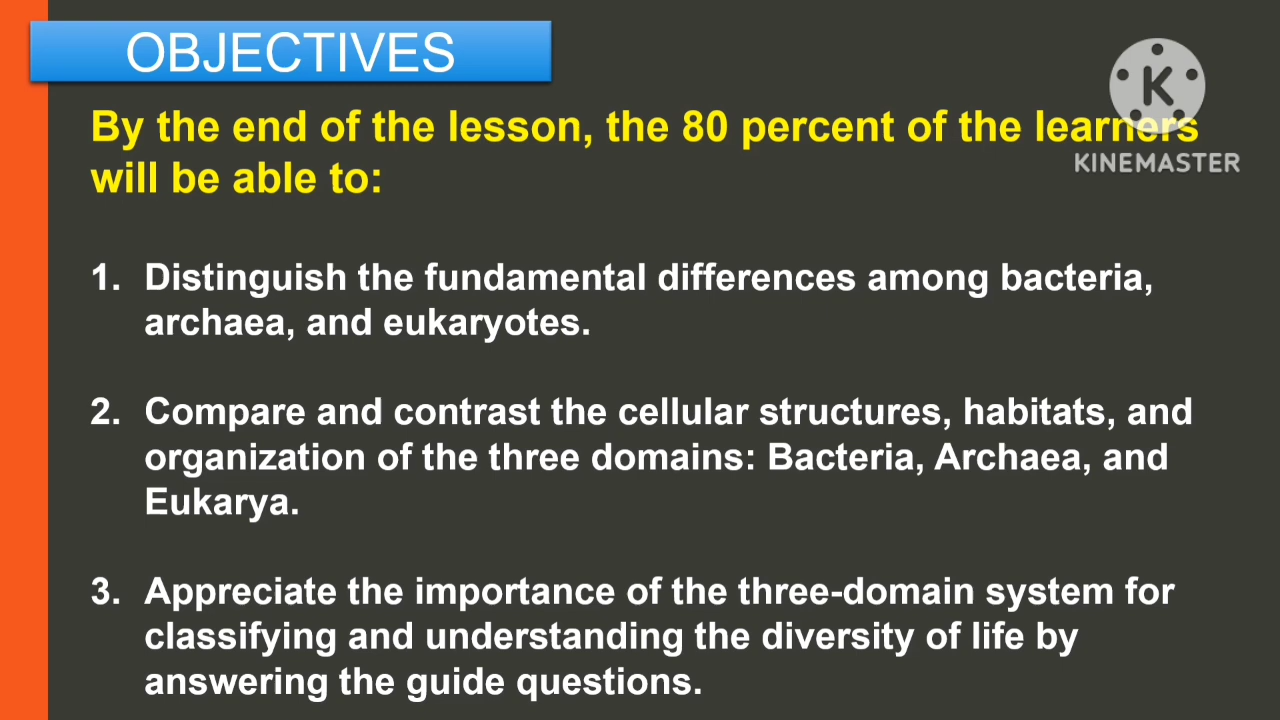 OBJECTIVES
By the end of the lesson, the 80 percent of the learners
will be able to:
K
KINEMASTER
1. Distinguish the fundamental differences among bacteria,
archaea, and eukaryotes.
2. Compare and contrast the cellular structures, habitats, and
organization of the three domains: Bacteria, Archaea, and
Eukarya.
3. Appreciate the importance of the three-domain system for
classifying and understanding the diversity of life by
answering the guide questions.